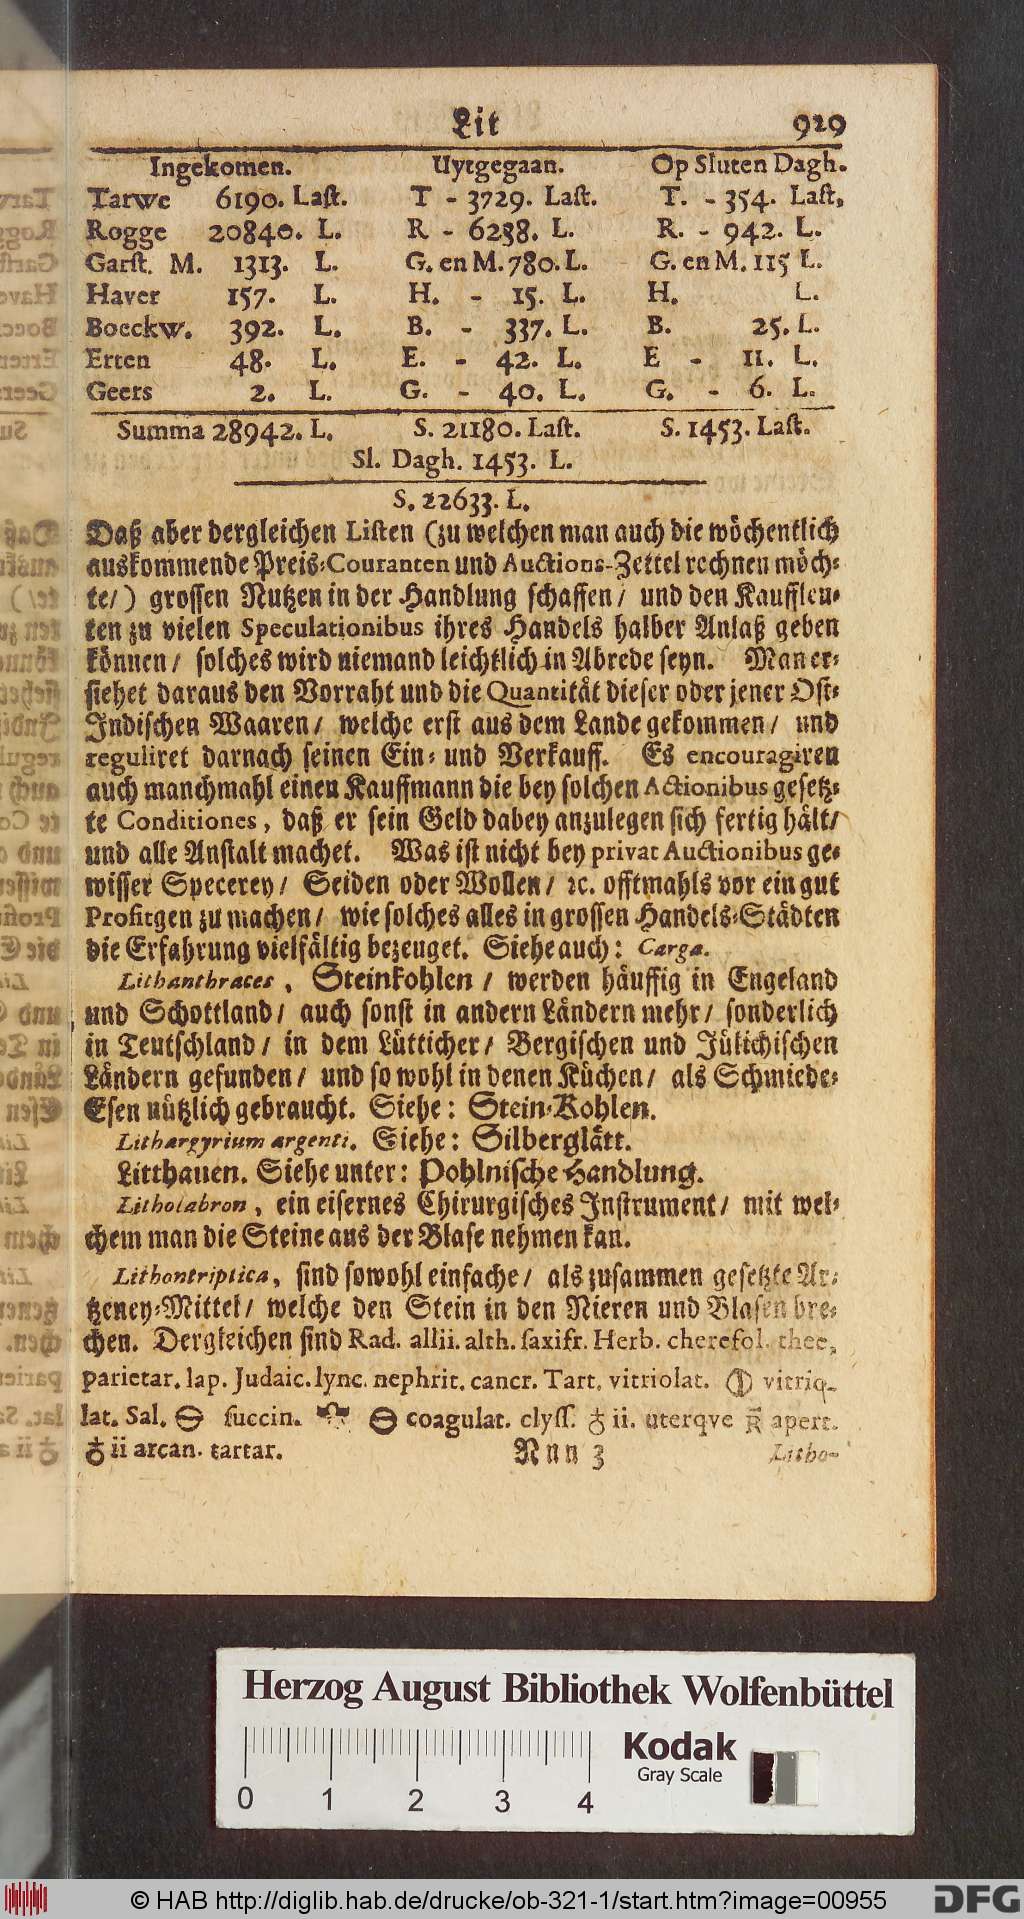 Lit 929
Ingekomen. Uytgegaan. Op Sluten Dagh.
Tarwe 6190. Last. T - 3729. Last. T. - 354. Last,
Rogge 20840. L. R - 6238. L. R. - 942. L.
Garst. M. 1313. L. G. en M. 780. L. G. en M. 115 L.
Haver 157. L. H. - 15. L. H. L.
Boeckw. 392. L. B. - 337. L. B. 25. L.
Erten 48. L. E. - 42. L. E - 11. L.
Geers 2. L. G. - 40. L. G. - 6. L.
Summa 28942. L. S. 21180. Last. S. 1453. Last.
Sl. Dagh. 1453. L.
S. 22633. L.
Daß aber dergleichen Listen (zu welchen man auch die wöchentlich
auskommende Preis-Couranten und Auctions-Zettel rechnen möch-
te/) grossen Nutzen in der Handlung schaffen/ und den Kauffleu-
ten zu vielen Speculationibus ihres Handels halber Anlaß geben
können/ solches wird niemand leichtlich in Abrede seyn. Man er-
siehet daraus den Vorraht und die Quantität dieser oder jener Ost-
Indischen Waaren/ welche erst aus dem Lande gekommen/ und
reguliret darnach seinen Ein- und Verkauff. Es encouragiren
auch manchmahl einen Kauffmann die bey solchen Actionibus gesetz-
te Conditiones, daß er sein Geld dabey anzulegen sich fertig hält/
und alle Anstalt machet. Was ist nicht bey privat Auctionibus ge-
wisser Specerey/ Seiden oder Wollen/ ꝛc. offtmahls vor ein gut
Profitgen zu machen/ wie solches alles in grossen Handels-Städten
die Erfahrung vielfältig bezeuget. Siehe auch: Carga.
Lithanthraces, Steinkohlen/ werden häuffig in Engeland
und Schottland/ auch sonst in andern Ländern mehr/ sonderlich
in Teutschland/ in dem Lütticher/ Bergischen und Jülichischen
Ländern gefunden/ und so wohl in denen Küchen/ als Schmiede-
Esen nützlich gebraucht. Siehe: Stein-Kohlen.
Lithargyrium argenti. Siehe: Silberglätt.
Litthauen. Siehe unter: Pohlnische Handlung.
Litholabron, ein eisernes Chirurgisches Instrument/ mit wel-
chem man die Steine aus der Blase nehmen kan.
Lithontriptica, sind sowohl einfache/ als zusammen gesetzte Ar-
tzeney-Mittel/ welche den Stein in den Nieren und Blasen bre-
chen. Dergleichen sind Rad. allii. alth. saxifr. Herb. cherefol. thee,
parietar. lap. Judaic. lync. nephrit. cancr. Tart. vitriolat. vitriq-
lat. Sal. 🜔 succin. 🜔 coagulat. clyss. ♁ ii. uterqve apert.
♁ ii arcan. tartar. Nnn 3 Litho-
Herzog August Bibliothek Wolfenbüttel
Kodak
Gray Scale
0 1 2 3 4
© HAB http://diglib.hab.de/drucke/ob-321-1/start.htm?image=00955
DFG